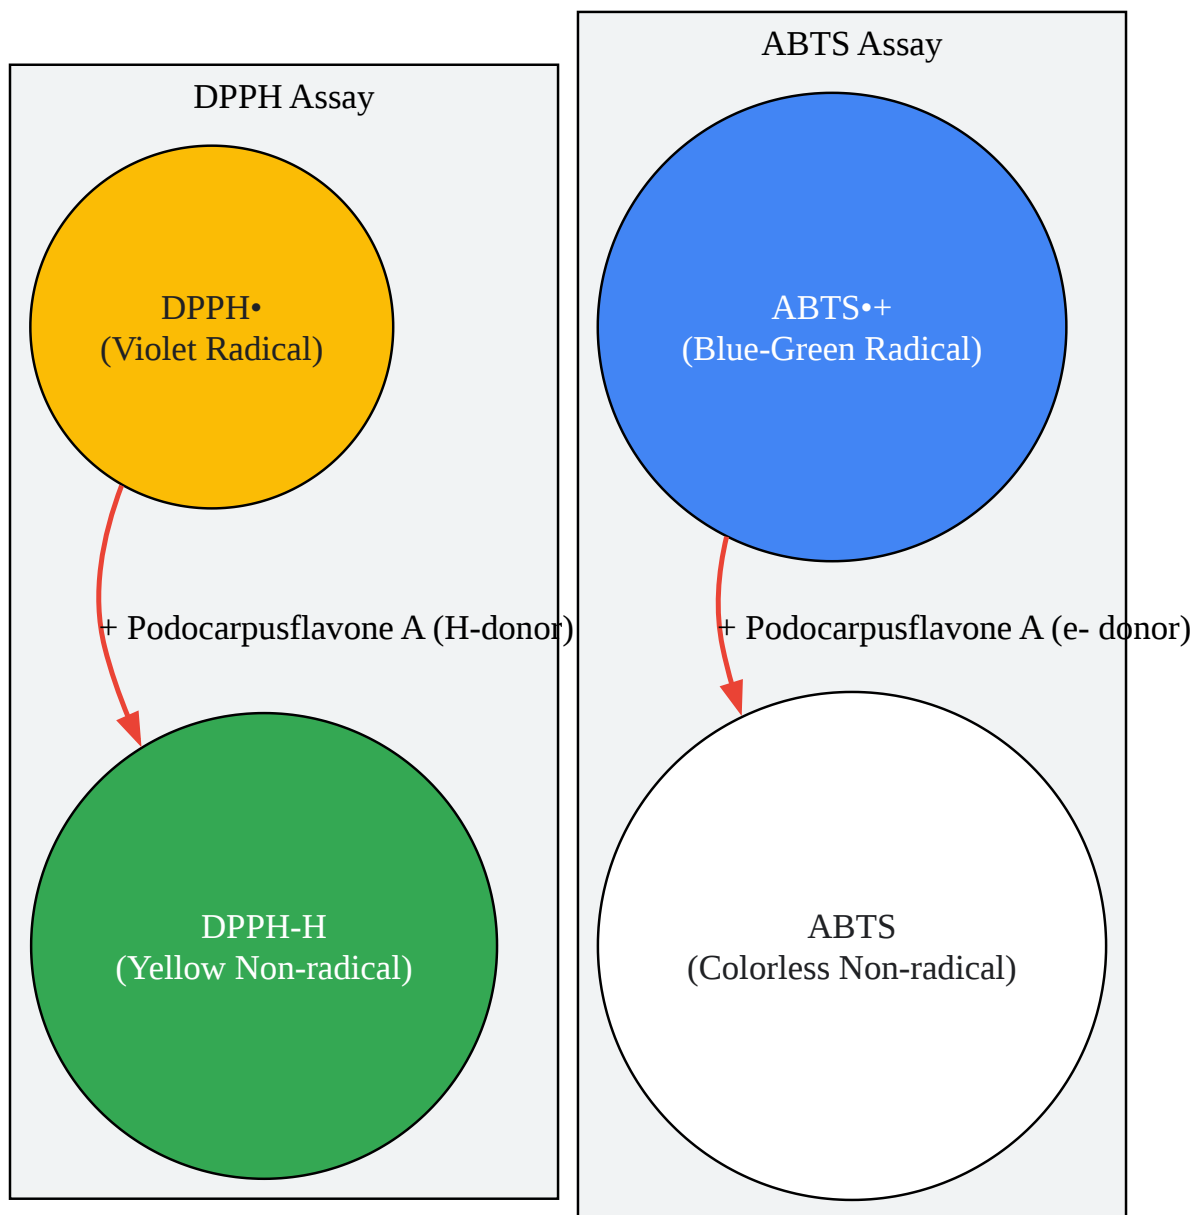 DPPH Assay
DPPH•
(Violet Radical)
+ Podocarpusflavone A (H-donor)
DPPH-H
(Yellow Non-radical)
ABTS Assay
ABTS•+
(Blue-Green Radical)
+ Podocarpusflavone A (e- donor)
ABTS
(Colorless Non-radical)